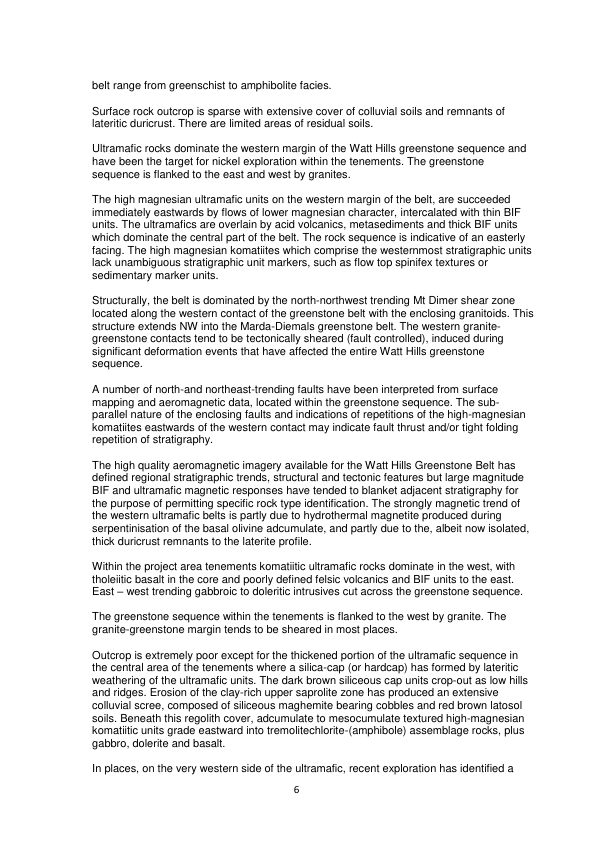 belt range from greenschist to amphibolite facies.
Surface rock outcrop is sparse with extensive cover of colluvial soils and remnants of
lateritic duricrust. There are limited areas of residual soils.
Ultramafic rocks dominate the western margin of the Watt Hills greenstone sequence and
have been the target for nickel exploration within the tenements. The greenstone
sequence is flanked to the east and west by granites.
The high magnesian ultramafic units on the western margin of the belt, are succeeded
immediately eastwards by flows of lower magnesian character, intercalated with thin BIF
units. The ultramafics are overlain by acid volcanics, metasediments and thick BIF units
which dominate the central part of the belt. The rock sequence is indicative of an easterly
facing. The high magnesian komatiites which comprise the westernmost stratigraphic units
lack unambiguous stratigraphic unit markers, such as flow top spinifex textures or
sedimentary marker units.
Structurally, the belt is dominated by the north-northwest trending Mt Dimer shear zone
located along the western contact of the greenstone belt with the enclosing granitoids. This
structure extends NW into the Marda-Diemals greenstone belt. The western granite-
greenstone contacts tend to be tectonically sheared (fault controlled), induced during
significant deformation events that have affected the entire Watt Hills greenstone
sequence.
A number of north-and northeast-trending faults have been interpreted from surface
mapping and aeromagnetic data, located within the greenstone sequence. The sub-
parallel nature of the enclosing faults and indications of repetitions of the high-magnesian
komatiites eastwards of the western contact may indicate fault thrust and/or tight folding
repetition of stratigraphy.
The high quality aeromagnetic imagery available for the Watt Hills Greenstone Belt has
defined regional stratigraphic trends, structural and tectonic features but large magnitude
BIF and ultramafic magnetic responses have tended to blanket adjacent stratigraphy for
the purpose of permitting specific rock type identification. The strongly magnetic trend of
the western ultramafic belts is partly due to hydrothermal magnetite produced during
serpentinisation of the basal olivine adcumulate, and partly due to the, albeit now isolated,
thick duricrust remnants to the laterite profile.
Within the project area tenements komatiitic ultramafic rocks dominate in the west, with
tholeiitic basalt in the core and poorly defined felsic volcanics and BIF units to the east.
East – west trending gabbroic to doleritic intrusives cut across the greenstone sequence.
The greenstone sequence within the tenements is flanked to the west by granite. The
granite-greenstone margin tends to be sheared in most places.
Outcrop is extremely poor except for the thickened portion of the ultramafic sequence in
the central area of the tenements where a silica-cap (or hardcap) has formed by lateritic
weathering of the ultramafic units. The dark brown siliceous cap units crop-out as low hills
and ridges. Erosion of the clay-rich upper saprolite zone has produced an extensive
colluvial scree, composed of siliceous maghemite bearing cobbles and red brown latosol
soils. Beneath this regolith cover, adcumulate to mesocumulate textured high-magnesian
komatiitic units grade eastward into tremolitechlorite-(amphibole) assemblage rocks, plus
gabbro, dolerite and basalt.
In places, on the very western side of the ultramafic, recent exploration has identified a
6